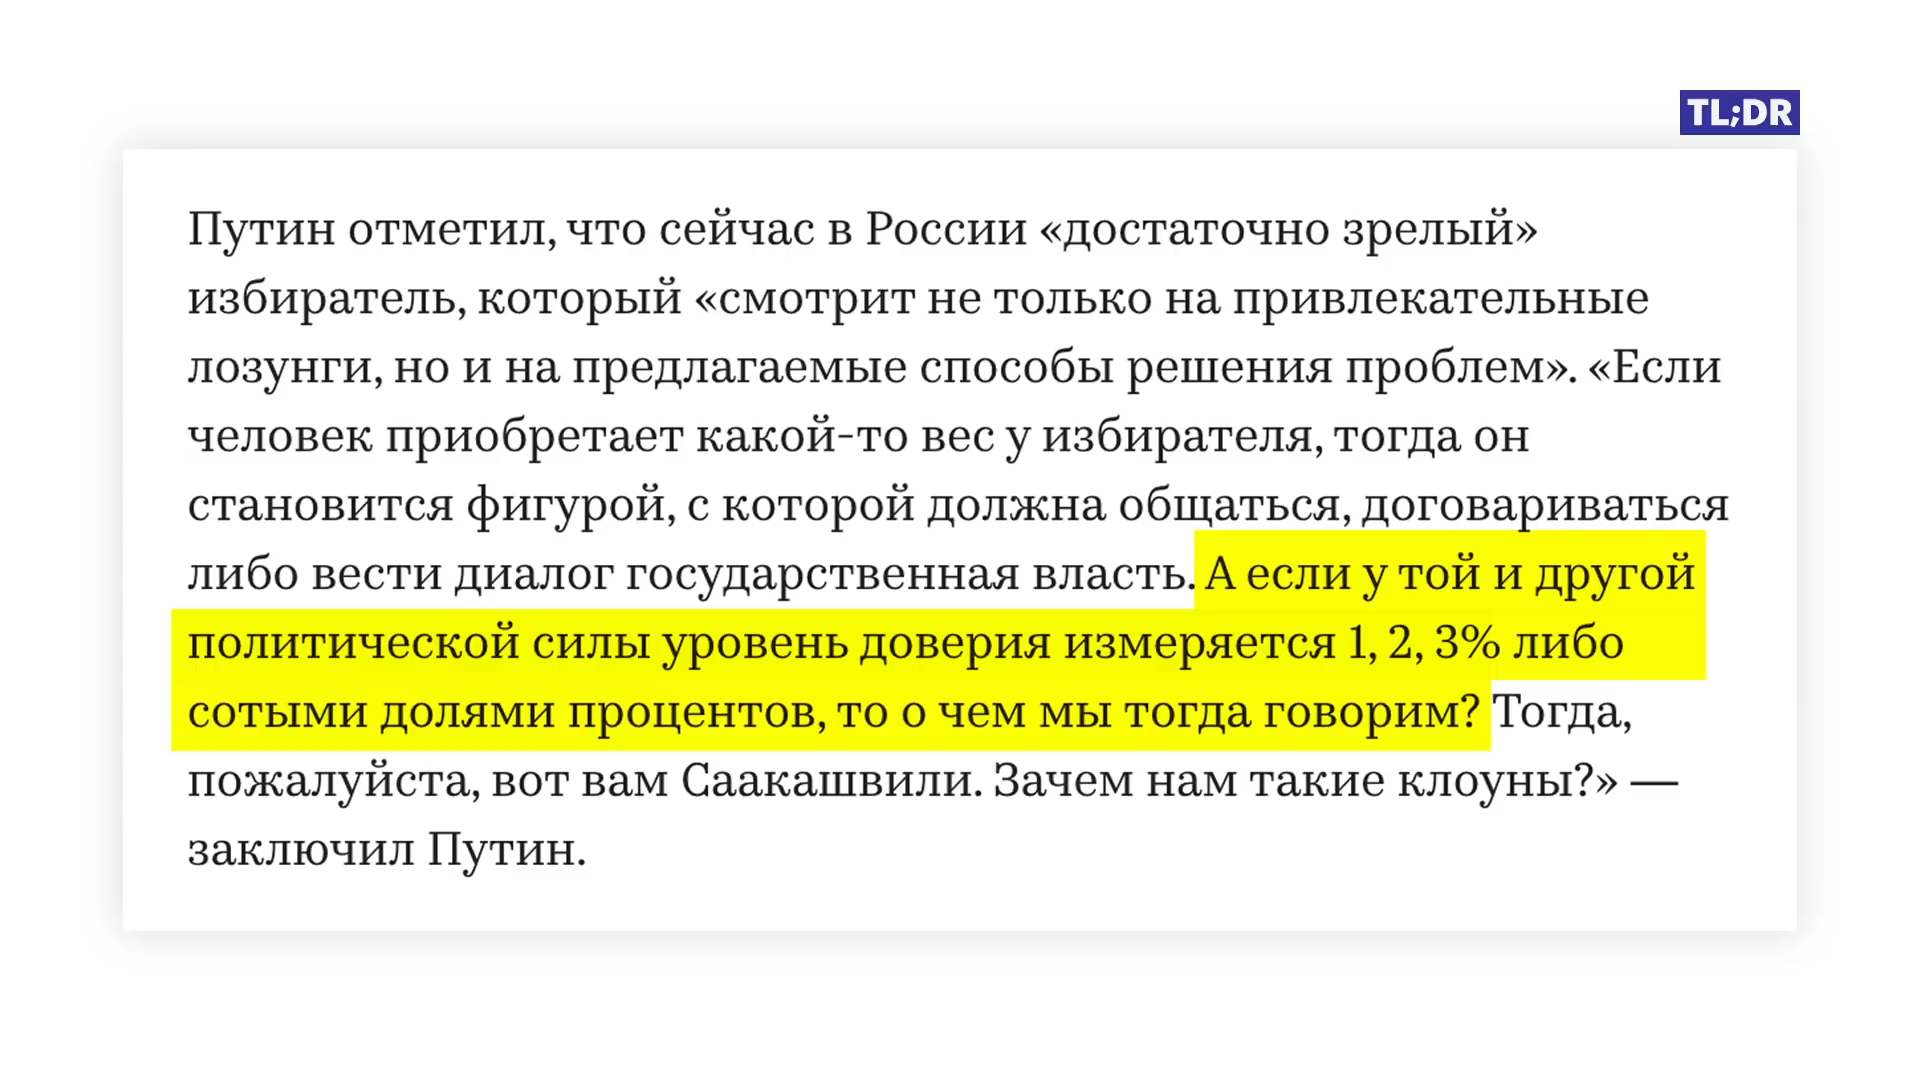 TL;DR
Путин отметил, что сейчас в России «достаточно зрелый»
избиратель, который «смотрит не только на привлекательные
лозунги, но и на предлагаемые способы решения проблем». «Если
человек приобретает какой-то вес у избирателя, тогда он
становится фигурой, с которой должна общаться, договариваться
либо вести диалог государственная власть. А если у той и другой
политической силы уровень доверия измеряется 1, 2, 3% либо
сотыми долями процентов, то о чем мы тогда говорим? Тогда,
пожалуйста, вот вам Саакашвили. Зачем нам такие клоуны?» —
заключил Путин.